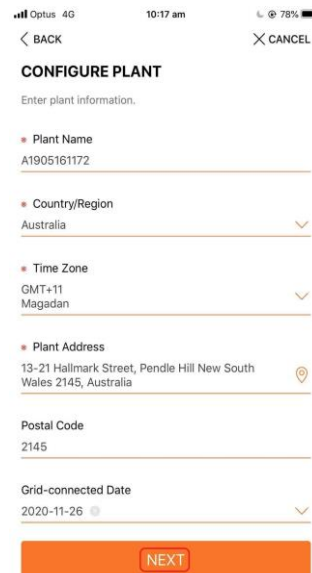 Optus 4G 10:17 am 78%
BACK CANCEL
CONFIGURE PLANT
Enter plant information.
Plant Name
A1905161172
Country/Region
Australia
Time Zone
GMT+11
Magadan
Plant Address
13-21 Hallmark Street, Pendle Hill New South
Wales 2145, Australia
Postal Code
2145
Grid-connected Date
2020-11-26
NEXT